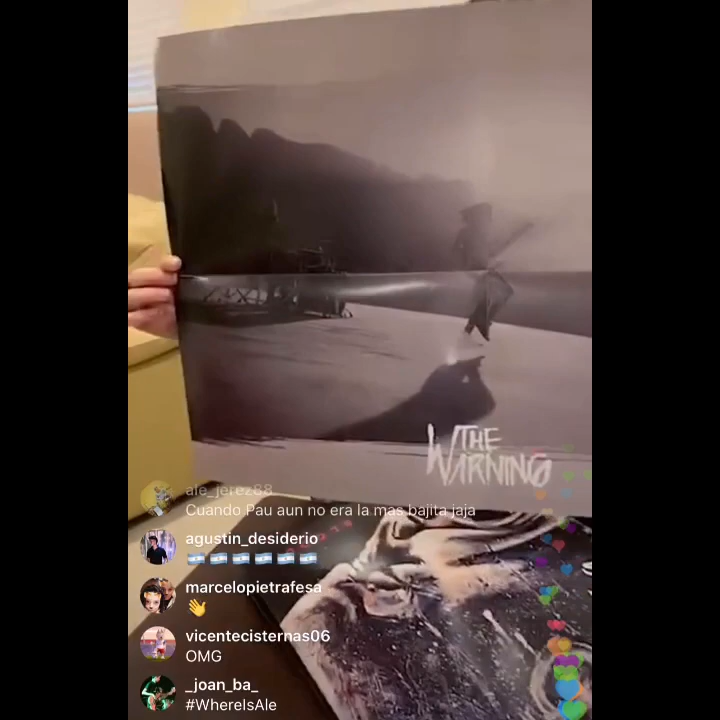 THE
WARNING
ale_jerez88
Cuando Pau aun no era la mas bajita jaja
agustin_desiderio
🇦🇷🇦🇷🇦🇷🇦🇷🇦🇷🇦🇷
marcelopietrafesa
👋
vicentecisternas06
OMG
_joan_ba_
#WhereIsAle